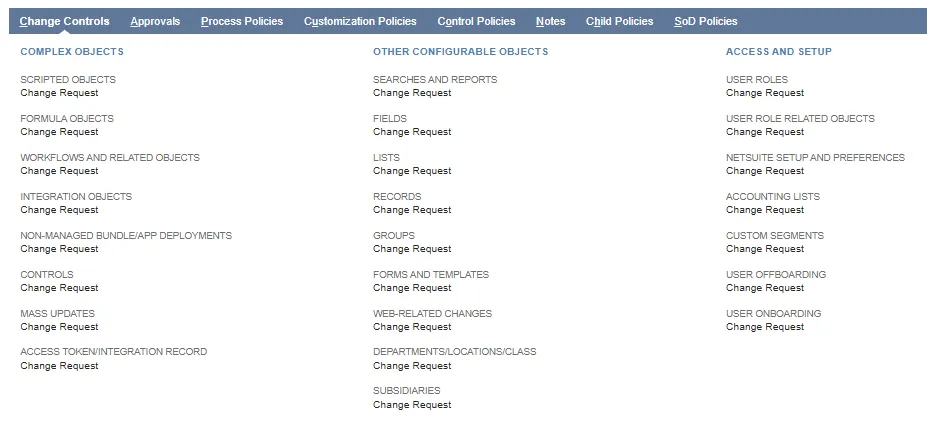 Change Controls Approvals Process Policies Customization Policies Control Policies Notes Child Policies SoD Policies
COMPLEX OBJECTS
SCRIPTED OBJECTS
Change Request
FORMULA OBJECTS
Change Request
WORKFLOWS AND RELATED OBJECTS
Change Request
INTEGRATION OBJECTS
Change Request
NON-MANAGED BUNDLE/APP DEPLOYMENTS
Change Request
CONTROLS
Change Request
MASS UPDATES
Change Request
ACCESS TOKEN/INTEGRATION RECORD
Change Request
OTHER CONFIGURABLE OBJECTS
SEARCHES AND REPORTS
Change Request
FIELDS
Change Request
LISTS
Change Request
RECORDS
Change Request
GROUPS
Change Request
FORMS AND TEMPLATES
Change Request
WEB-RELATED CHANGES
Change Request
DEPARTMENTS/LOCATIONS/CLASS
Change Request
SUBSIDIARIES
Change Request
ACCESS AND SETUP
USER ROLES
Change Request
USER ROLE RELATED OBJECTS
Change Request
NETSUITE SETUP AND PREFERENCES
Change Request
ACCOUNTING LISTS
Change Request
CUSTOM SEGMENTS
Change Request
USER OFFBOARDING
Change Request
USER ONBOARDING
Change Request